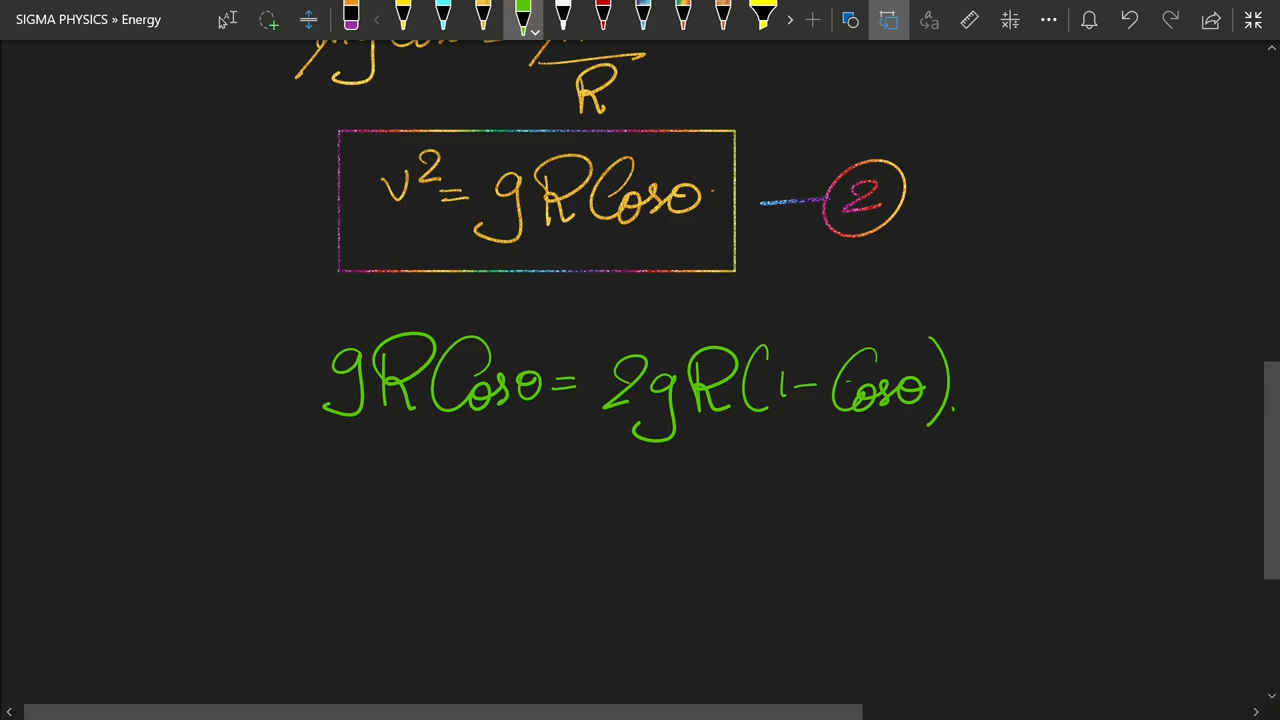 SIGMA PHYSICS » Energy
R
v² = gRCosθ.
2
gRCosθ = 2gR(1 - Cosθ).